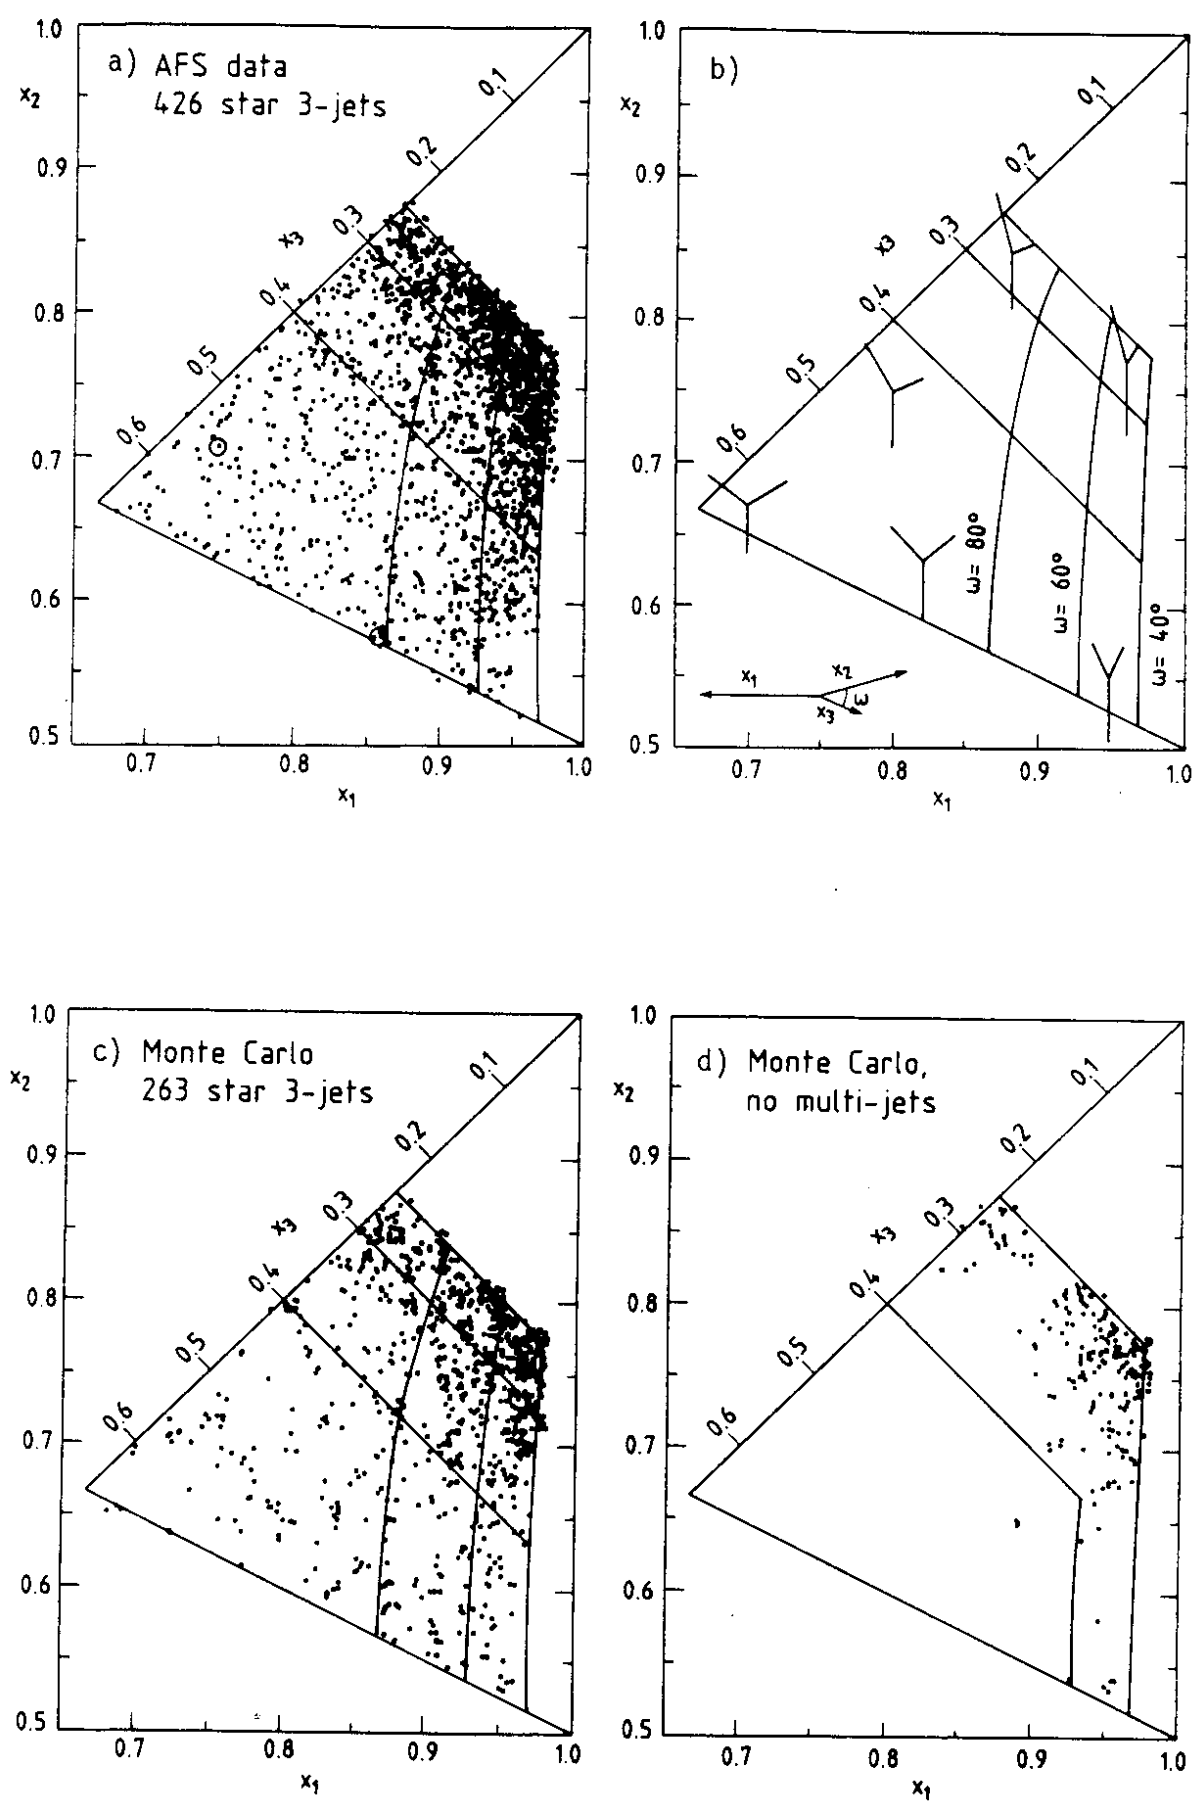 a) AFS data
426 star 3-jets
x₂
1.0
0.9
0.8
0.7
0.6
0.5
0.1
0.2
0.3
x₃
0.4
0.5
0.6
0.7
0.8
0.9
1.0
x₁
b)
x₂
1.0
0.9
0.8
0.7
0.6
0.5
0.1
0.2
0.3
x₃
0.4
0.5
0.6
ω= 80°
ω= 60°
ω= 40°
x₁
x₂
x₃
ω
0.7
0.8
0.9
1.0
x₁
c) Monte Carlo
263 star 3-jets
x₂
1.0
0.9
0.8
0.7
0.6
0.5
0.1
0.2
0.3
x₃
0.4
0.5
0.6
0.7
0.8
0.9
1.0
x₁
d) Monte Carlo,
no multi-jets
x₂
1.0
0.9
0.8
0.7
0.6
0.5
0.1
0.2
0.3
x₃
0.4
0.5
0.6
0.7
0.8
0.9
1.0
x₁